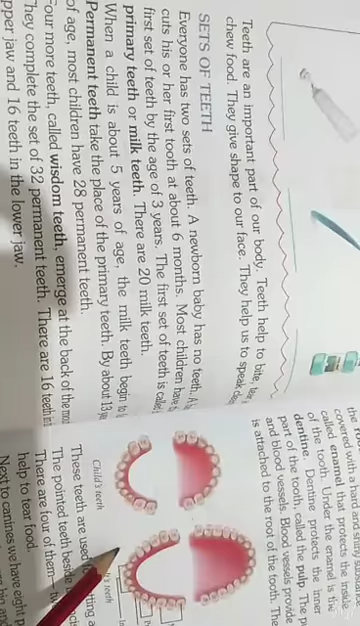 Teeth are an important part of our body. Teeth help to bite,
chew food. They give shape to our face. They help us to speak
SETS OF TEETH
Everyone has two sets of teeth. A newborn baby has no teeth. A
cuts his or her first tooth at about 6 months. Most children have
first set of teeth by the age of 3 years. The first set of teeth is called
primary teeth or milk teeth. There are 20 milk teeth.
When a child is about 5 years of age, the milk teeth begin to
Permanent teeth take the place of the primary teeth. By about 13
of age, most children have 28 permanent teeth.
Four more teeth, called wisdom teeth, emerge at the back of the
They complete the set of 32 permanent teeth. There are 16 teeth in
upper jaw and 16 teeth in the lower jaw.
the
covered with a hard and shiny
called enamel that protects the inside
of the tooth. Under the enamel is the
dentine. Dentine protects the inner
part of the tooth, called the pulp. The
and blood vessels. Blood vessels provide
is attached to the root of the tooth. The
Child's teeth
teeth
These teeth are used
The pointed teeth beside
There are four of them—
help to tear food.
Next to canines we have eight